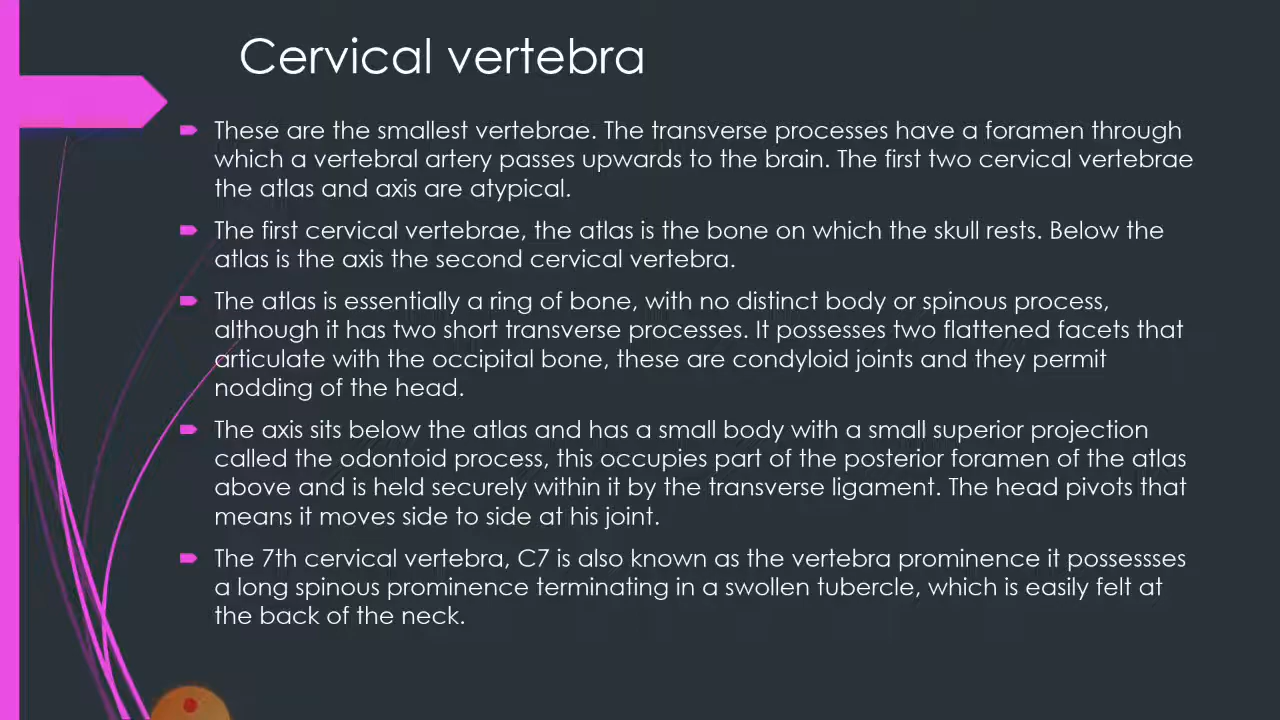 Cervical vertebra
These are the smallest vertebrae. The transverse processes have a foramen through
which a vertebral artery passes upwards to the brain. The first two cervical vertebrae
the atlas and axis are atypical.
The first cervical vertebrae, the atlas is the bone on which the skull rests. Below the
atlas is the axis the second cervical vertebra.
The atlas is essentially a ring of bone, with no distinct body or spinous process,
although it has two short transverse processes. It possesses two flattened facets that
articulate with the occipital bone, these are condyloid joints and they permit
nodding of the head.
The axis sits below the atlas and has a small body with a small superior projection
called the odontoid process, this occupies part of the posterior foramen of the atlas
above and is held securely within it by the transverse ligament. The head pivots that
means it moves side to side at his joint.
The 7th cervical vertebra, C7 is also known as the vertebra prominence it possessses
a long spinous prominence terminating in a swollen tubercle, which is easily felt at
the back of the neck.